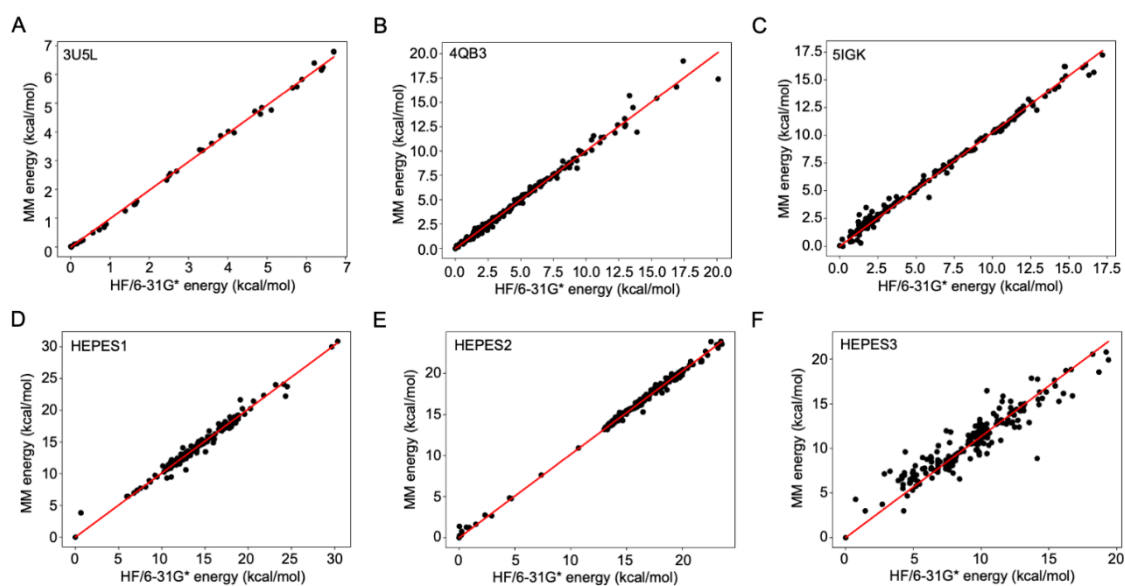 A
3U5L
MM energy (kcal/mol)
7
6
5
4
3
2
1
0
0 1 2 3 4 5 6 7
HF/6-31G* energy (kcal/mol)
B
4QB3
MM energy (kcal/mol)
20.0
17.5
15.0
12.5
10.0
7.5
5.0
2.5
0.0
0.0 2.5 5.0 7.5 10.0 12.5 15.0 17.5 20.0
HF/6-31G* energy (kcal/mol)
C
5IGK
MM energy (kcal/mol)
17.5
15.0
12.5
10.0
7.5
5.0
2.5
0.0
0.0 2.5 5.0 7.5 10.0 12.5 15.0 17.5
HF/6-31G* energy (kcal/mol)
D
HEPES1
MM energy (kcal/mol)
30
25
20
15
10
5
0
0 5 10 15 20 25 30
HF/6-31G* energy (kcal/mol)
E
HEPES2
MM energy (kcal/mol)
20
15
10
5
0
0 5 10 15 20
HF/6-31G* energy (kcal/mol)
F
HEPES3
MM energy (kcal/mol)
20
15
10
5
0
0 5 10 15 20
HF/6-31G* energy (kcal/mol)